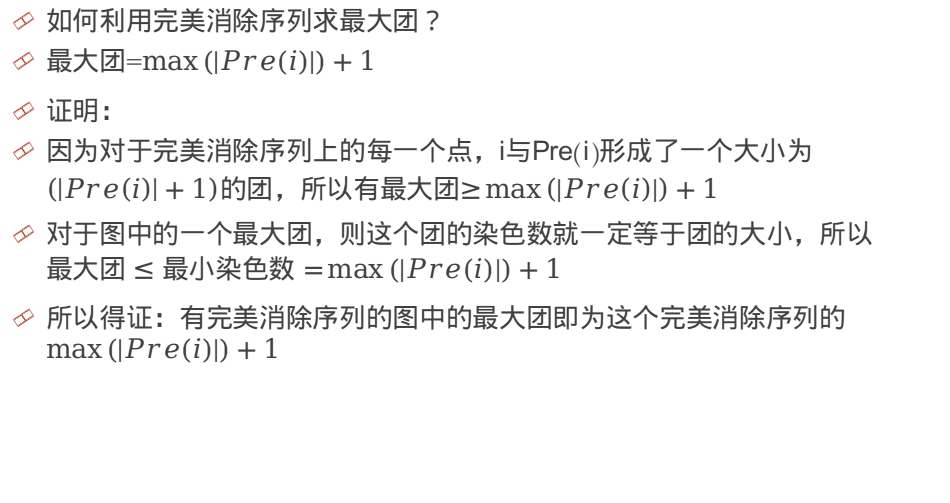 如何利用完美消除序列求最大团？
最大团=max (|Pre(i)|) + 1
证明：
因为对于完美消除序列上的每一个点，i与Pre(i)形成了一个大小为
(|Pre(i)| + 1)的团，所以有最大团≥ max (|Pre(i)|) + 1
对于图中的一个最大团，则这个团的染色数就一定等于团的大小，所以
最大团 ≤ 最小染色数 = max (|Pre(i)|) + 1
所以得证：有完美消除序列的图中的最大团即为这个完美消除序列的
max (|Pre(i)|) + 1